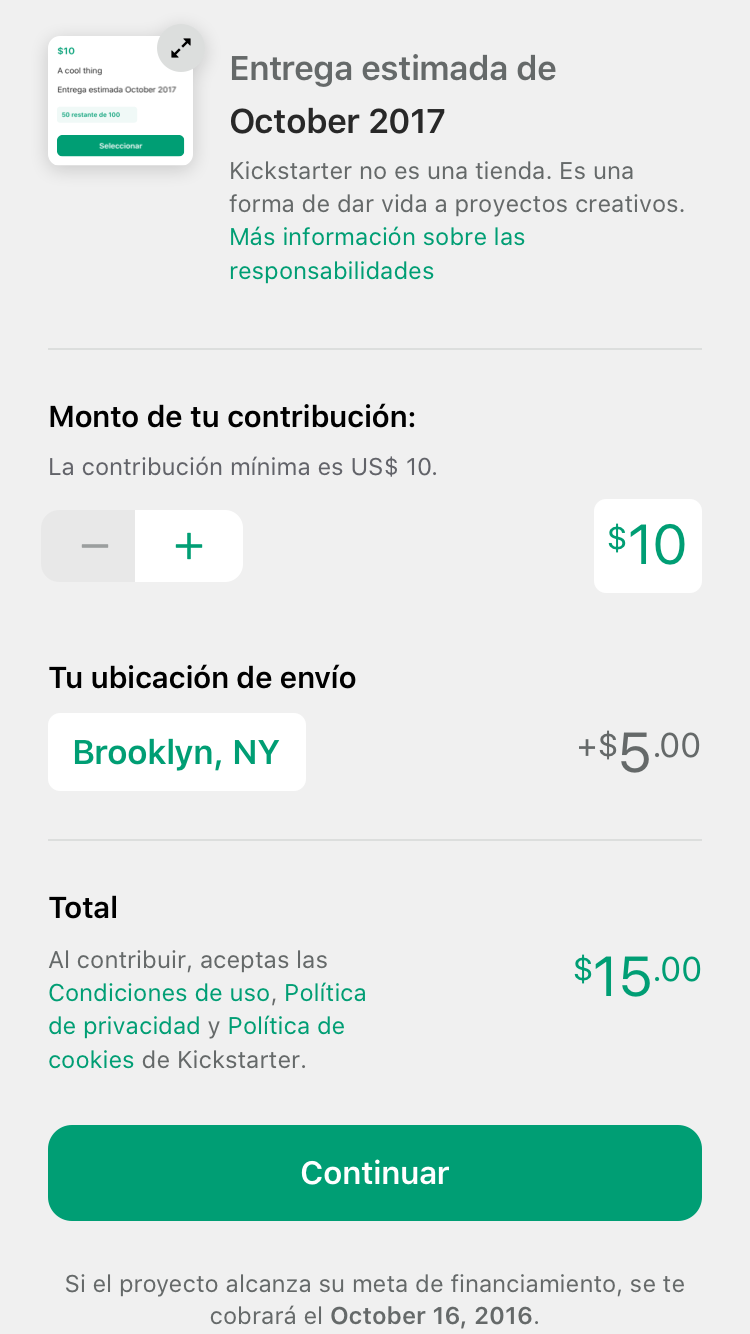 $10
A cool thing
Entrega estimada October 2017
50 restante de 100
Seleccionar
Entrega estimada de
October 2017
Kickstarter no es una tienda. Es una
forma de dar vida a proyectos creativos.
Más información sobre las
responsabilidades
Monto de tu contribución:
La contribución mínima es US$ 10.
− +
$10
Tu ubicación de envío
Brooklyn, NY
+$5.00
Total
Al contribuir, aceptas las
Condiciones de uso, Política
de privacidad y Política de
cookies de Kickstarter.
$15.00
Continuar
Si el proyecto alcanza su meta de financiamiento, se te
cobrará el October 16, 2016.